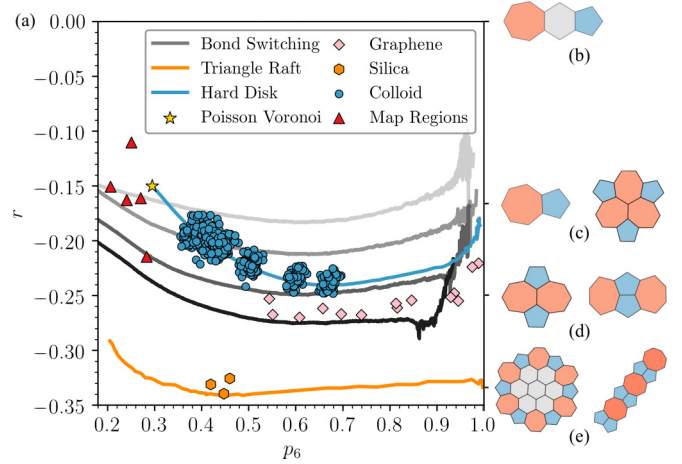 (a)
0.00
−0.05
−0.10
−0.15
−0.20
−0.25
−0.30
−0.35
r
Bond Switching
Triangle Raft
Hard Disk
Poisson Voronoi
Graphene
Silica
Colloid
Map Regions
0.2 0.3 0.4 0.5 0.6 0.7 0.8 0.9 1.0
p6
(b)
(c)
(d)
(e)